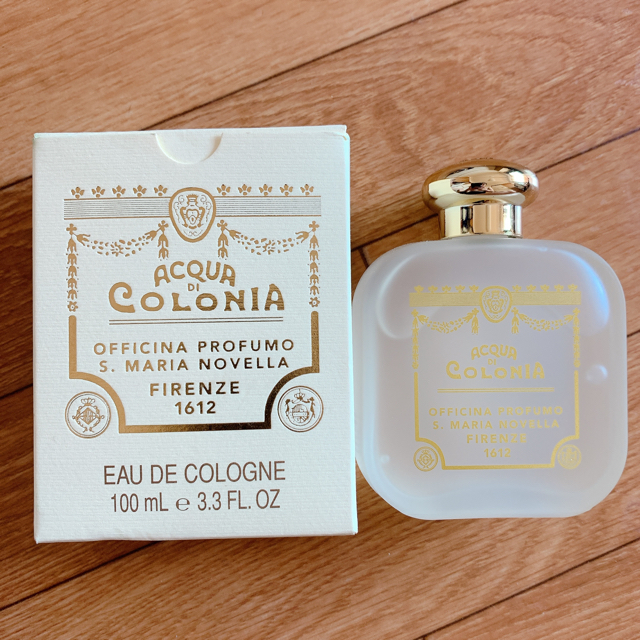 ACQUA
DI
COLONIA
OFFICINA PROFUMO
S. MARIA NOVELLA
FIRENZE
1612
EAU DE COLOGNE
100 mL ℮ 3.3 FL. OZ
ACQUA
DI
COLONIA
OFFICINA PROFUMO
S. MARIA NOVELLA
FIRENZE
1612